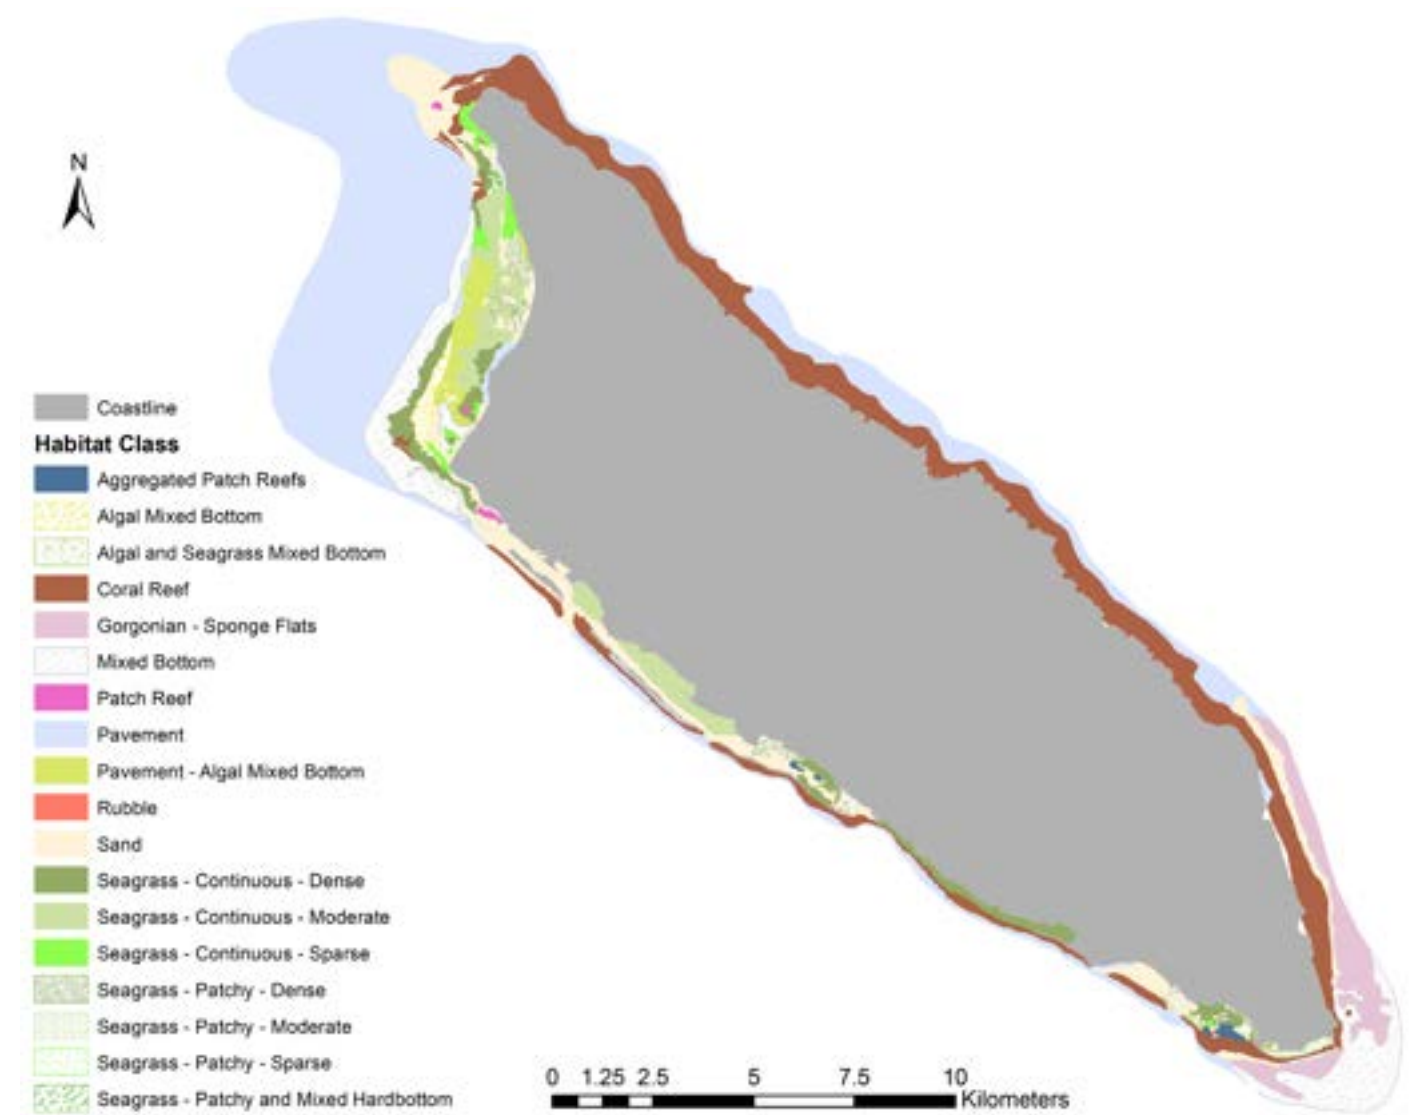 N
Coastline
Habitat Class
Aggregated Patch Reefs
Algal Mixed Bottom
Algal and Seagrass Mixed Bottom
Coral Reef
Gorgonian - Sponge Flats
Mixed Bottom
Patch Reef
Pavement
Pavement - Algal Mixed Bottom
Rubble
Sand
Seagrass - Continuous - Dense
Seagrass - Continuous - Moderate
Seagrass - Continuous - Sparse
Seagrass - Patchy - Dense
Seagrass - Patchy - Moderate
Seagrass - Patchy - Sparse
Seagrass - Patchy and Mixed Hardbottom
0 1.25 2.5 5 7.5 10
Kilometers